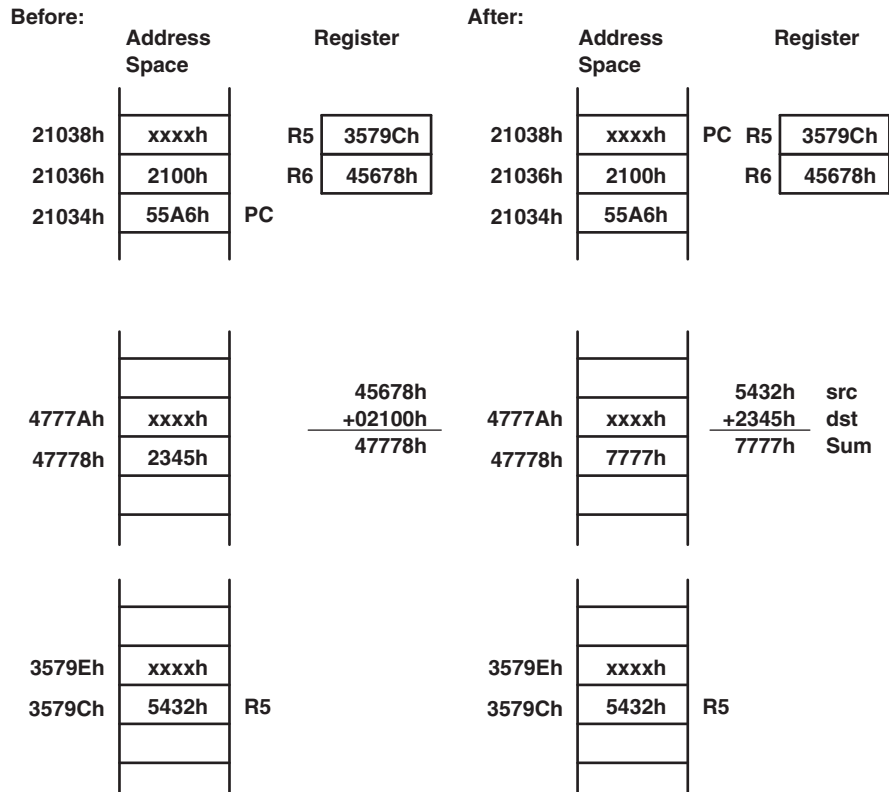 Before:
Address Space
Register
21038h xxxxh R5 3579Ch
21036h 2100h R6 45678h
21034h 55A6h PC
4777Ah xxxxh
47778h 2345h
45678h
+02100h
47778h
3579Eh xxxxh
3579Ch 5432h R5
After:
Address Space
Register
21038h xxxxh PC R5 3579Ch
21036h 2100h R6 45678h
21034h 55A6h
4777Ah xxxxh
47778h 7777h
5432h src
+2345h dst
7777h Sum
3579Eh xxxxh
3579Ch 5432h R5